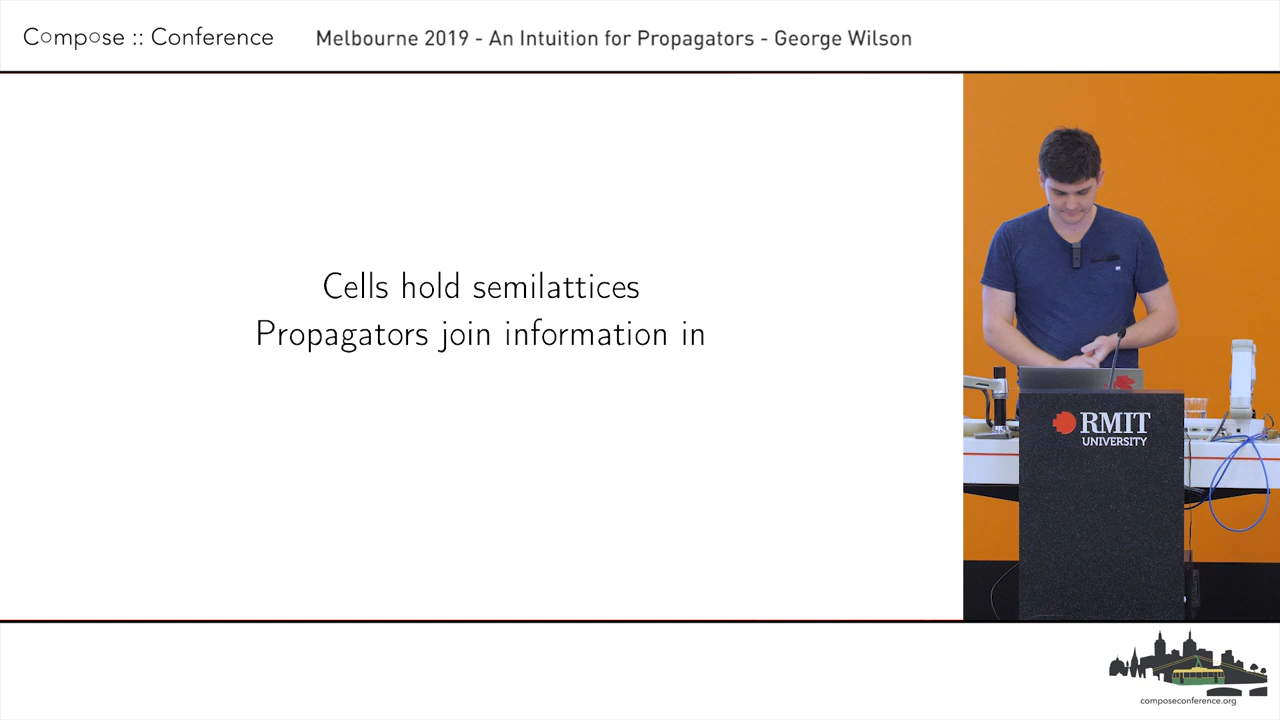 Compose :: Conference
Melbourne 2019 - An Intuition for Propagators - George Wilson
Cells hold semilattices
Propagators join information in
RMIT
UNIVERSITY
composeconference.org